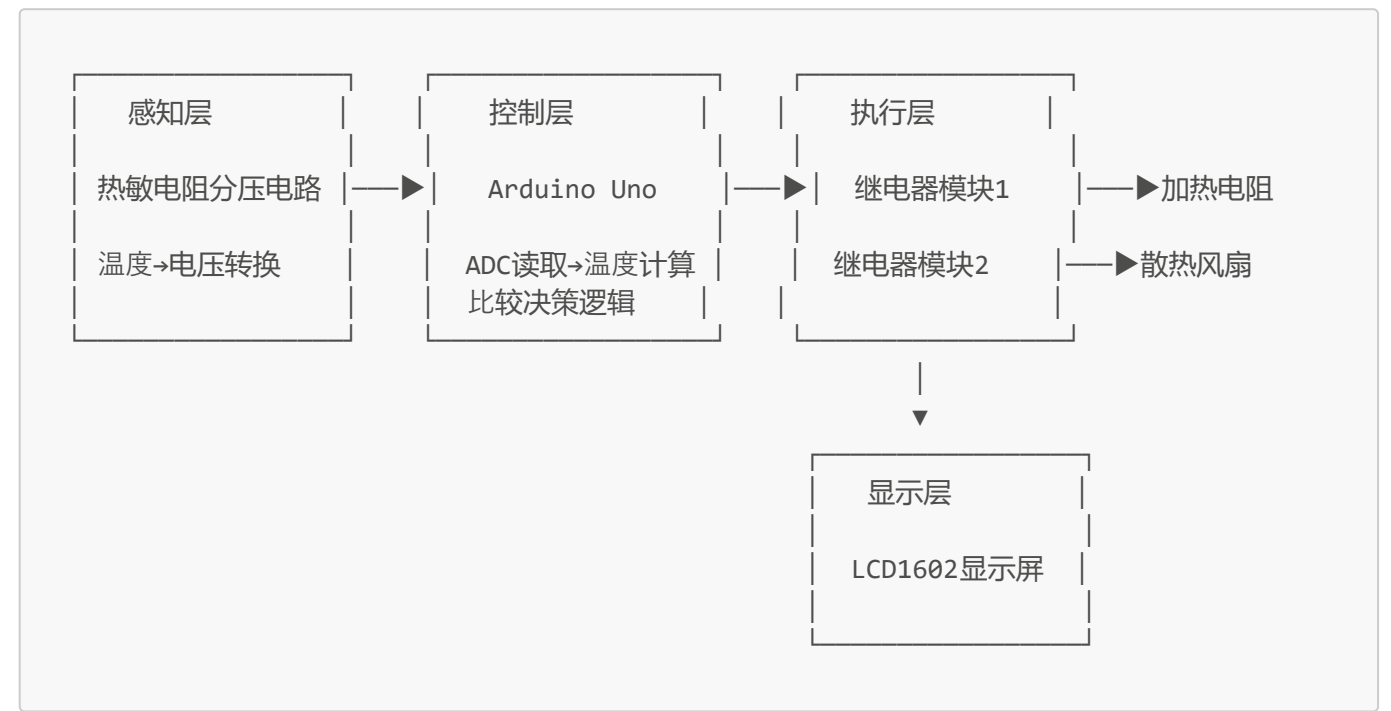 感知层 控制层 执行层
热敏电阻分压电路 Arduino Uno 继电器模块1 加热电阻
温度→电压转换 ADC读取→温度计算 继电器模块2 散热风扇
比较决策逻辑
显示层
LCD1602显示屏